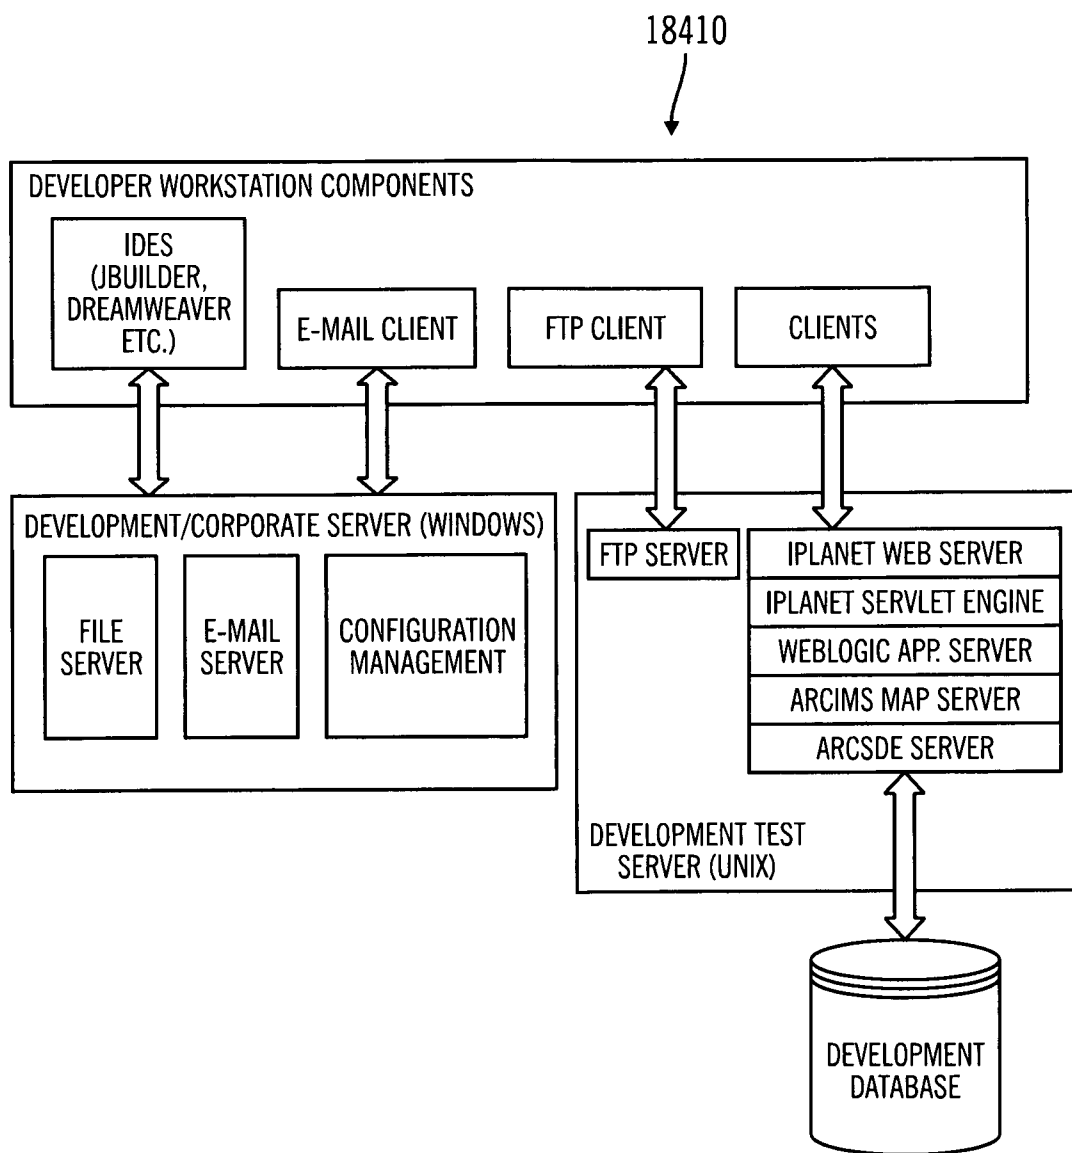 18410
DEVELOPER WORKSTATION COMPONENTS
IDES
(JBUILDER,
DREAMWEAVER
ETC.)
E-MAIL CLIENT
FTP CLIENT
CLIENTS
DEVELOPMENT/CORPORATE SERVER (WINDOWS)
FILE
SERVER
E-MAIL
SERVER
CONFIGURATION
MANAGEMENT
FTP SERVER
IPLANET WEB SERVER
IPLANET SERVLET ENGINE
WEBLOGIC APP. SERVER
ARCIMS MAP SERVER
ARCSDE SERVER
DEVELOPMENT TEST
SERVER (UNIX)
DEVELOPMENT
DATABASE